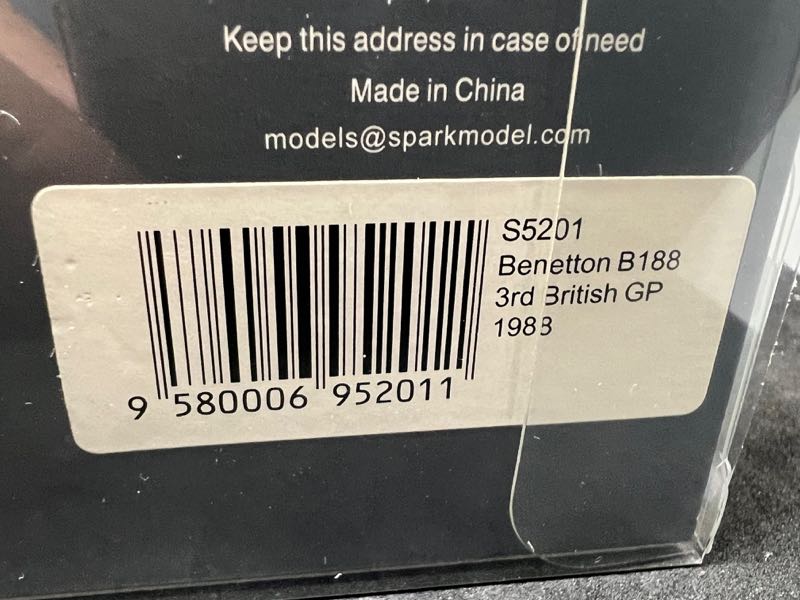 Keep this address in case of need
Made in China
models@sparkmodel.com
S5201
Benetton B188
3rd British GP
1988
9 580006 952011